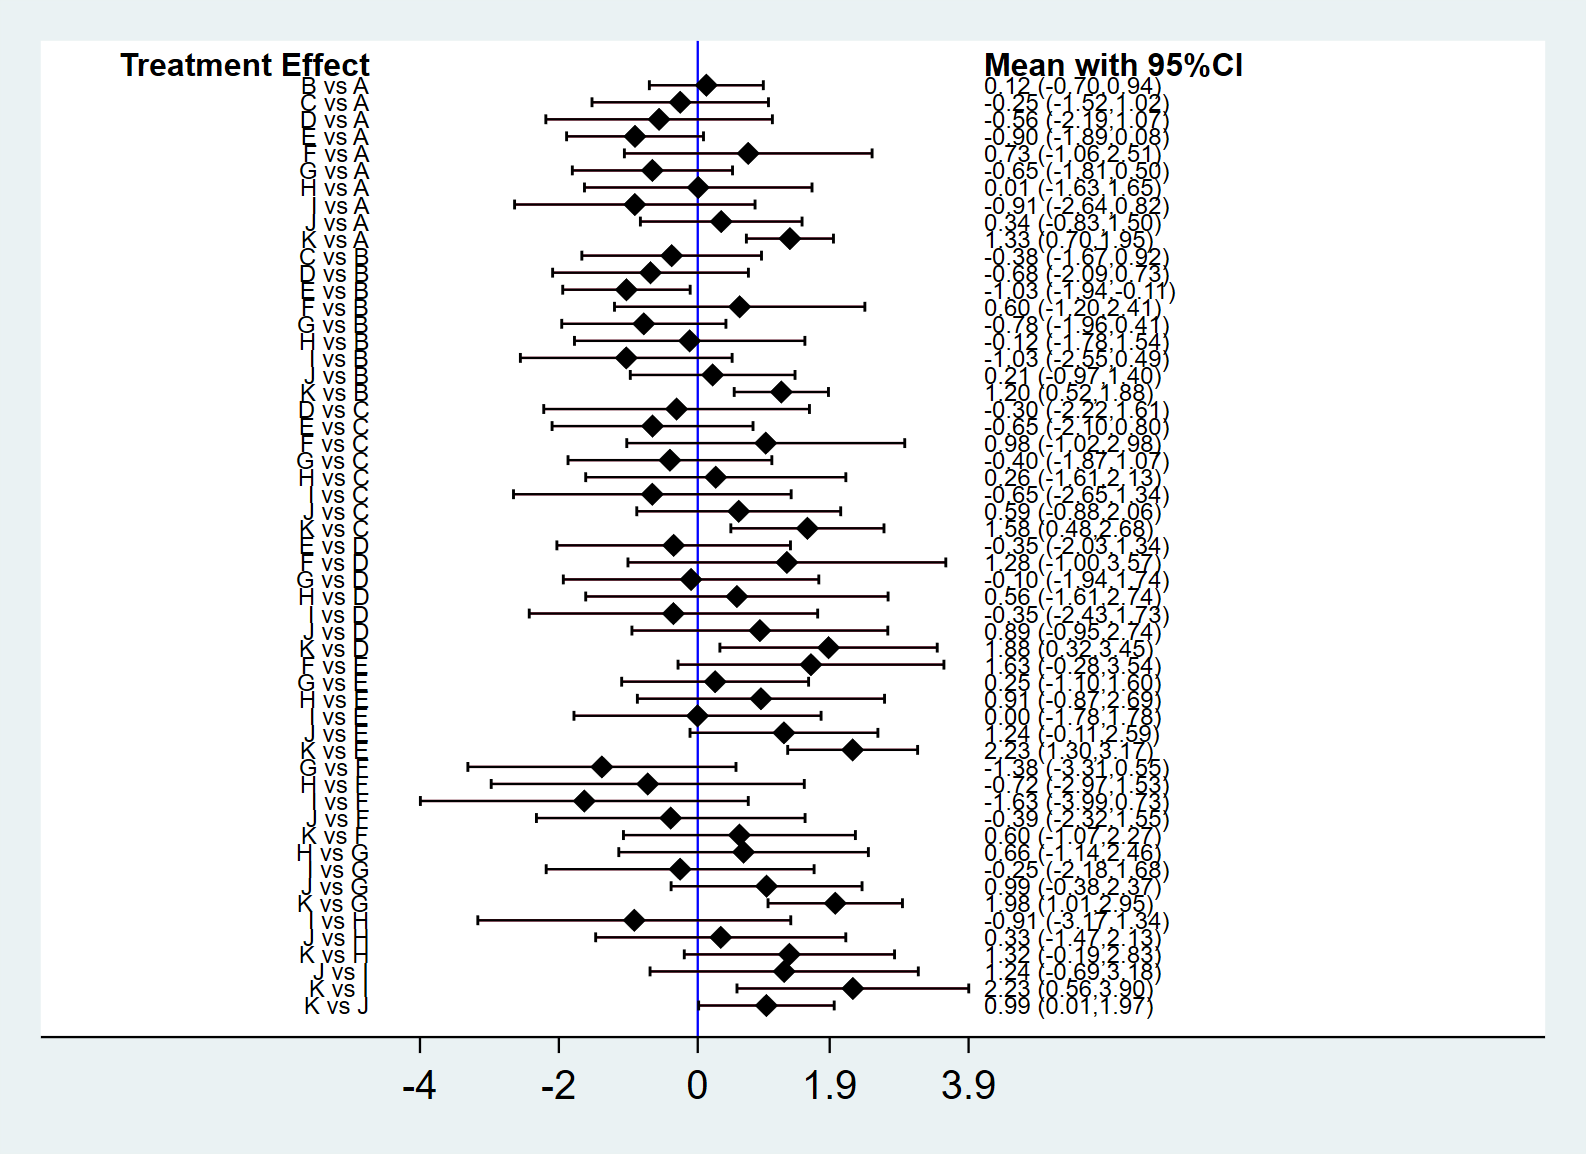 Treatment Effect Mean with 95%CI
B vs A 0.12 (-0.70,0.94)
C vs A -0.25 (-1.52,1.02)
D vs A -0.56 (-2.19,1.07)
E vs A -0.90 (-1.89,0.08)
F vs A 0.73 (-1.06,2.51)
G vs A -0.65 (-1.81,0.50)
H vs A 0.01 (-1.63,1.65)
I vs A -0.91 (-2.64,0.82)
J vs A 0.34 (-0.83,1.50)
K vs A 1.33 (0.70,1.95)
C vs B -0.38 (-1.67,0.92)
D vs B -0.68 (-2.09,0.73)
E vs B -1.03 (-1.94,-0.11)
F vs B 0.60 (-1.20,2.41)
G vs B -0.78 (-1.96,0.41)
H vs B -0.12 (-1.78,1.54)
I vs B -1.03 (-2.55,0.49)
J vs B 0.21 (-0.97,1.40)
K vs B 1.20 (0.52,1.88)
D vs C -0.30 (-2.22,1.61)
E vs C -0.65 (-2.10,0.80)
F vs C 0.98 (-1.02,2.98)
G vs C -0.40 (-1.87,1.07)
H vs C 0.26 (-1.61,2.13)
I vs C -0.65 (-2.65,1.34)
J vs C 0.59 (-0.88,2.06)
K vs C 1.58 (0.48,2.68)
E vs D -0.35 (-2.03,1.34)
F vs D 1.28 (-1.00,3.57)
G vs D -0.10 (-1.94,1.74)
H vs D 0.56 (-1.61,2.74)
I vs D -0.35 (-2.43,1.73)
J vs D 0.89 (-0.95,2.74)
K vs D 1.88 (0.32,3.45)
F vs E 1.63 (-0.28,3.54)
G vs E 0.25 (-1.10,1.60)
H vs E 0.91 (-0.87,2.69)
I vs E 0.00 (-1.78,1.78)
J vs E 1.24 (-0.11,2.59)
K vs E 2.23 (1.30,3.17)
G vs F -1.38 (-3.31,0.55)
H vs F -0.72 (-2.97,1.53)
I vs F -1.63 (-3.99,0.73)
J vs F -0.39 (-2.32,1.55)
K vs F 0.60 (-1.07,2.27)
H vs G 0.66 (-1.14,2.46)
I vs G -0.25 (-2.18,1.68)
J vs G 0.99 (-0.38,2.37)
K vs G 1.98 (1.01,2.95)
I vs H -0.91 (-3.17,1.34)
J vs H 0.33 (-1.47,2.13)
K vs H 1.32 (-0.19,2.83)
J vs I 1.24 (-0.69,3.18)
K vs I 2.23 (0.56,3.90)
K vs J 0.99 (0.01,1.97)
-4 -2 0 1.9 3.9